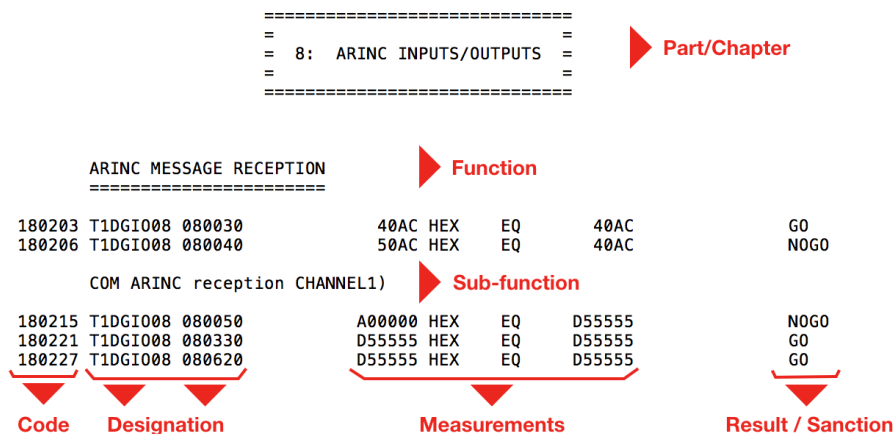 ==============================
= =
= 8: ARINC INPUTS/OUTPUTS =
= =
==============================
Part/Chapter
ARINC MESSAGE RECEPTION
=======================
Function
180203 T1DGIO08 080030 40AC HEX EQ 40AC GO
180206 T1DGIO08 080040 50AC HEX EQ 40AC NOGO
COM ARINC reception CHANNEL1)
Sub-function
180215 T1DGIO08 080050 A00000 HEX EQ D55555 NOGO
180221 T1DGIO08 080330 D55555 HEX EQ D55555 GO
180227 T1DGIO08 080620 D55555 HEX EQ D55555 GO
Code Designation Measurements Result / Sanction